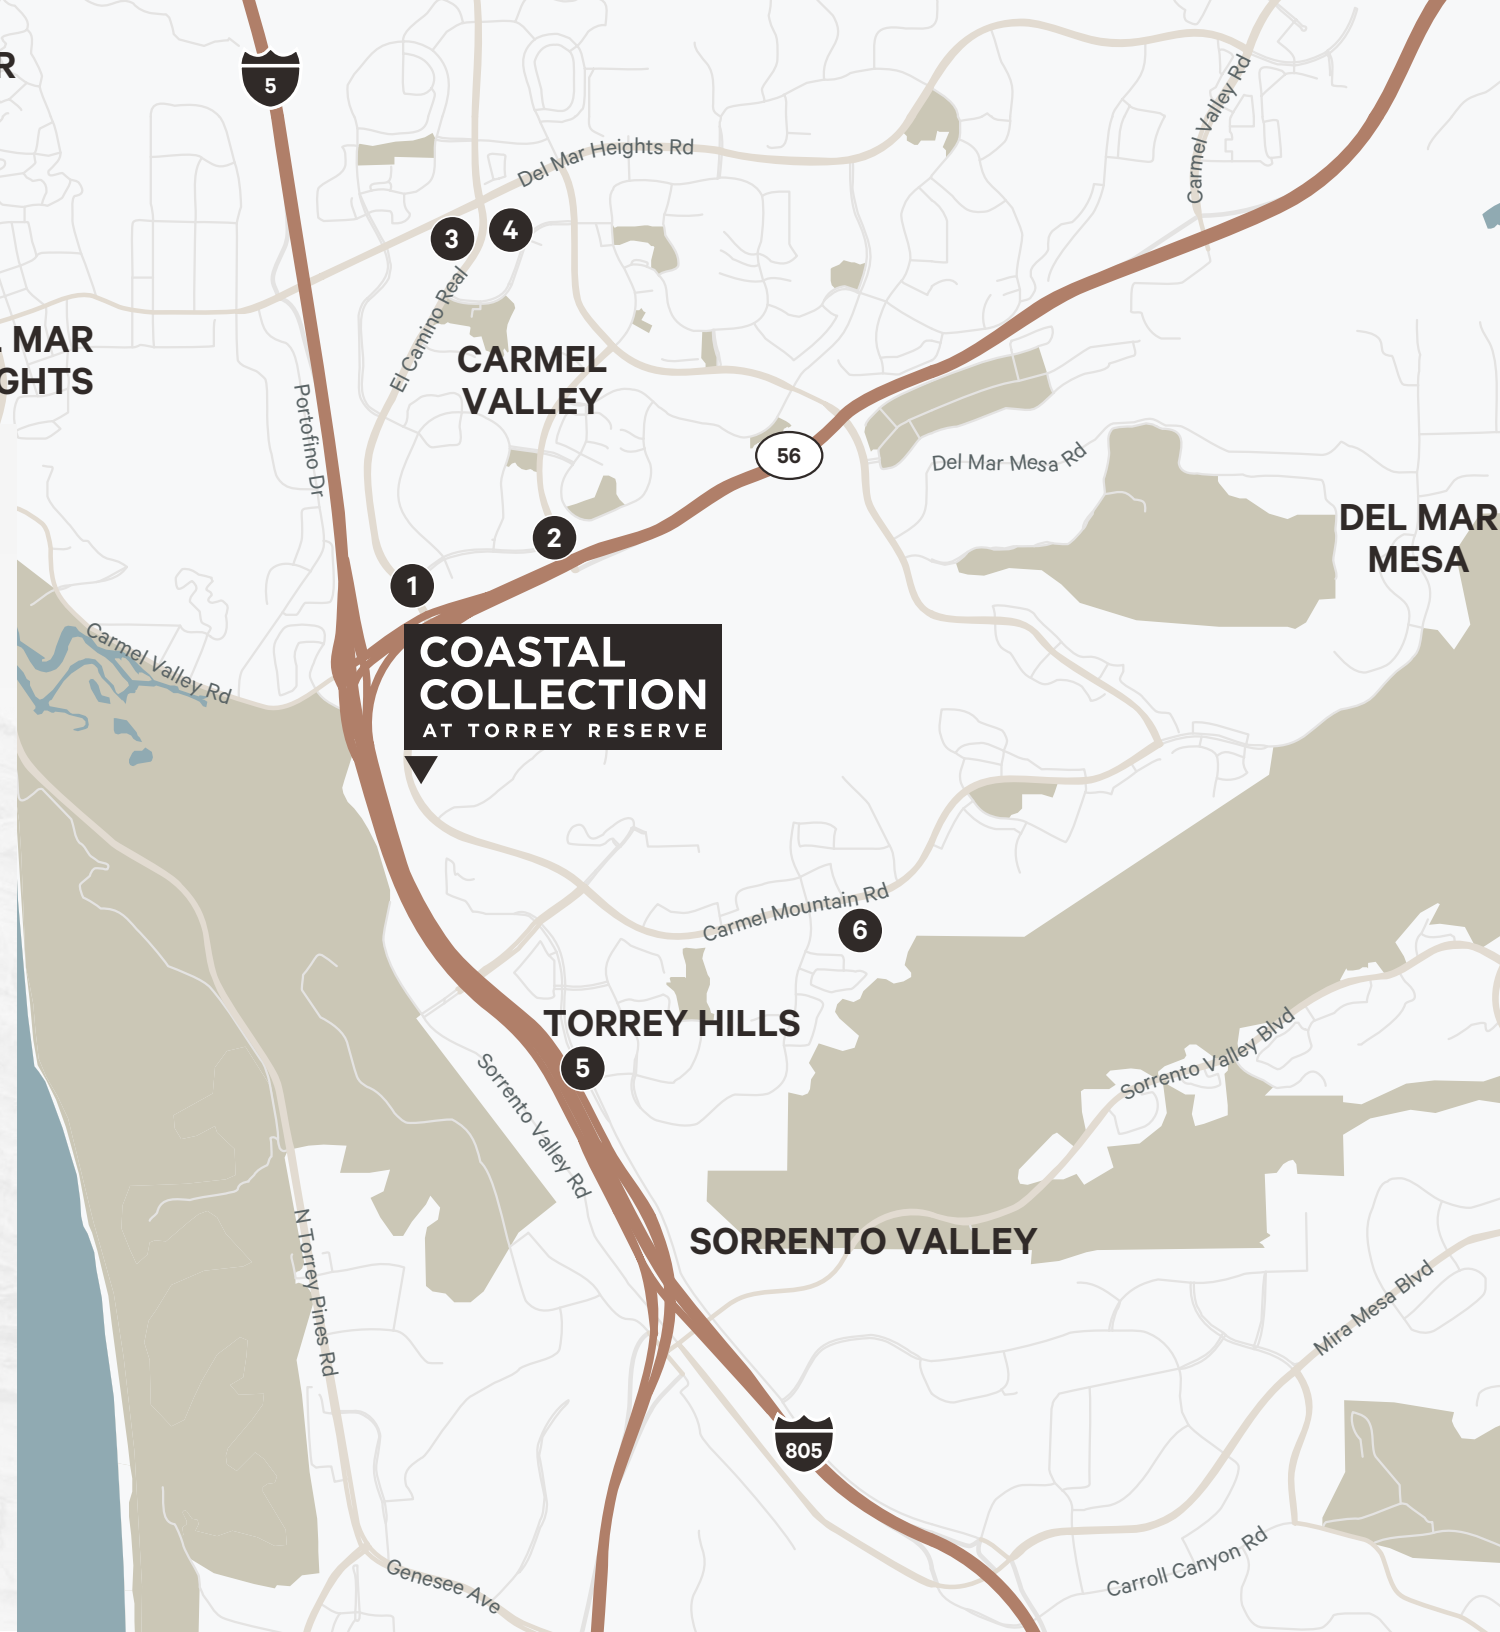 R
5
Carmel Valley Rd
Del Mar Heights Rd
3
4
El Camino Real
L MAR
GHTS
CARMEL
VALLEY
Portofino Dr
56
Del Mar Mesa Rd
DEL MAR
MESA
2
1
Carmel Valley Rd
COASTAL
COLLECTION
AT TORREY RESERVE
Carmel Mountain Rd
6
TORREY HILLS
5
Sorrento Valley Blvd
Sorrento Valley Rd
SORRENTO VALLEY
N Torrey Pines Rd
Mira Mesa Blvd
805
Carroll Canyon Rd
Genesee Ave